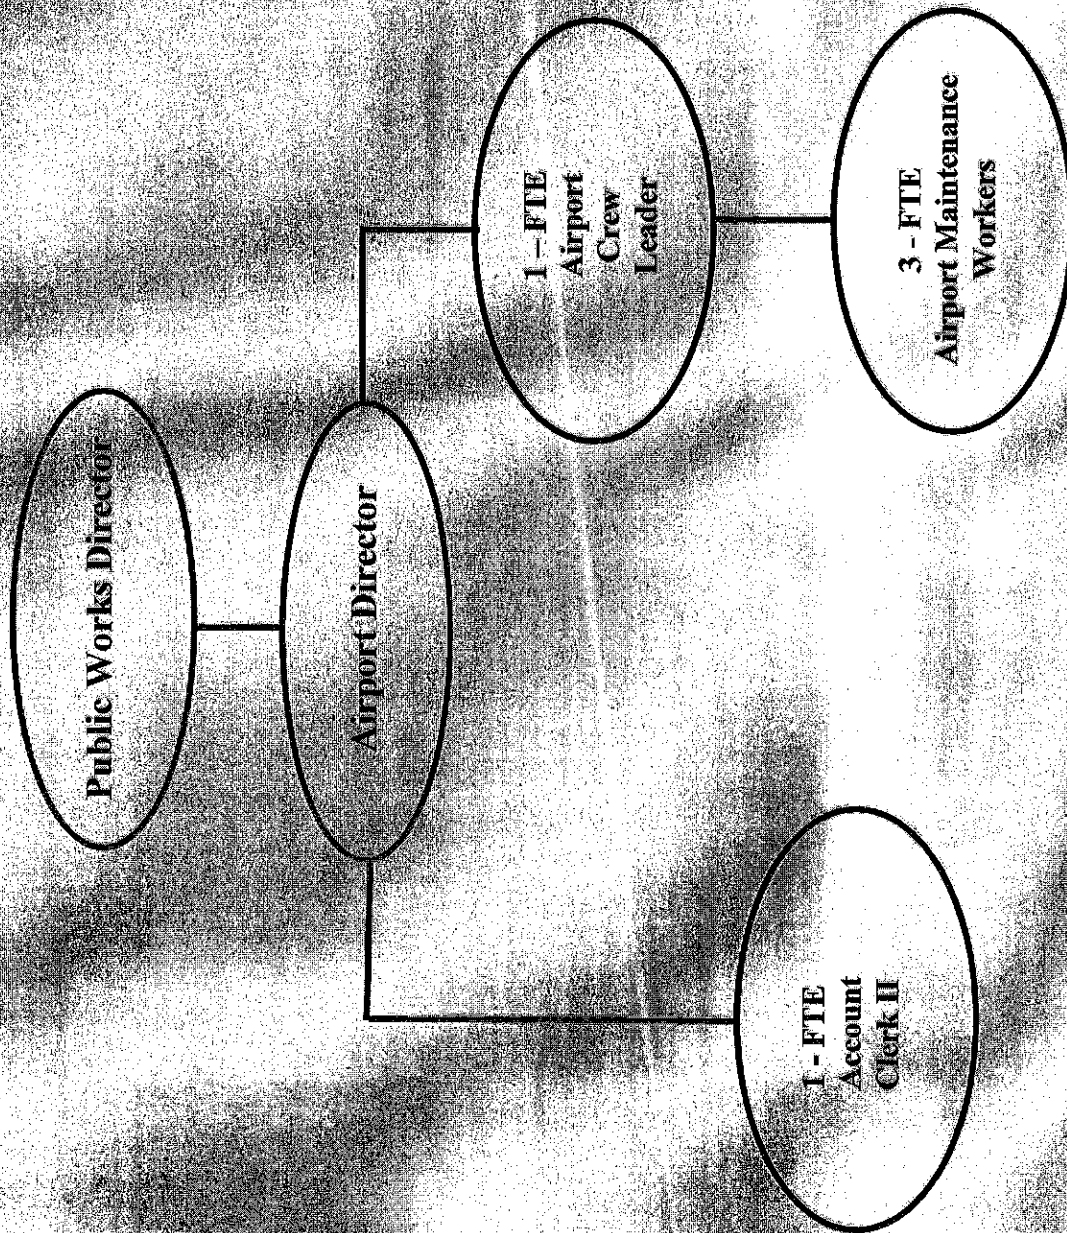 Public Works Director
Airport Director
1 - FTE
Account
Clerk II
1 – FTE
Airport
Crew
Leader
3 - FTE
Airport Maintenance
Workers